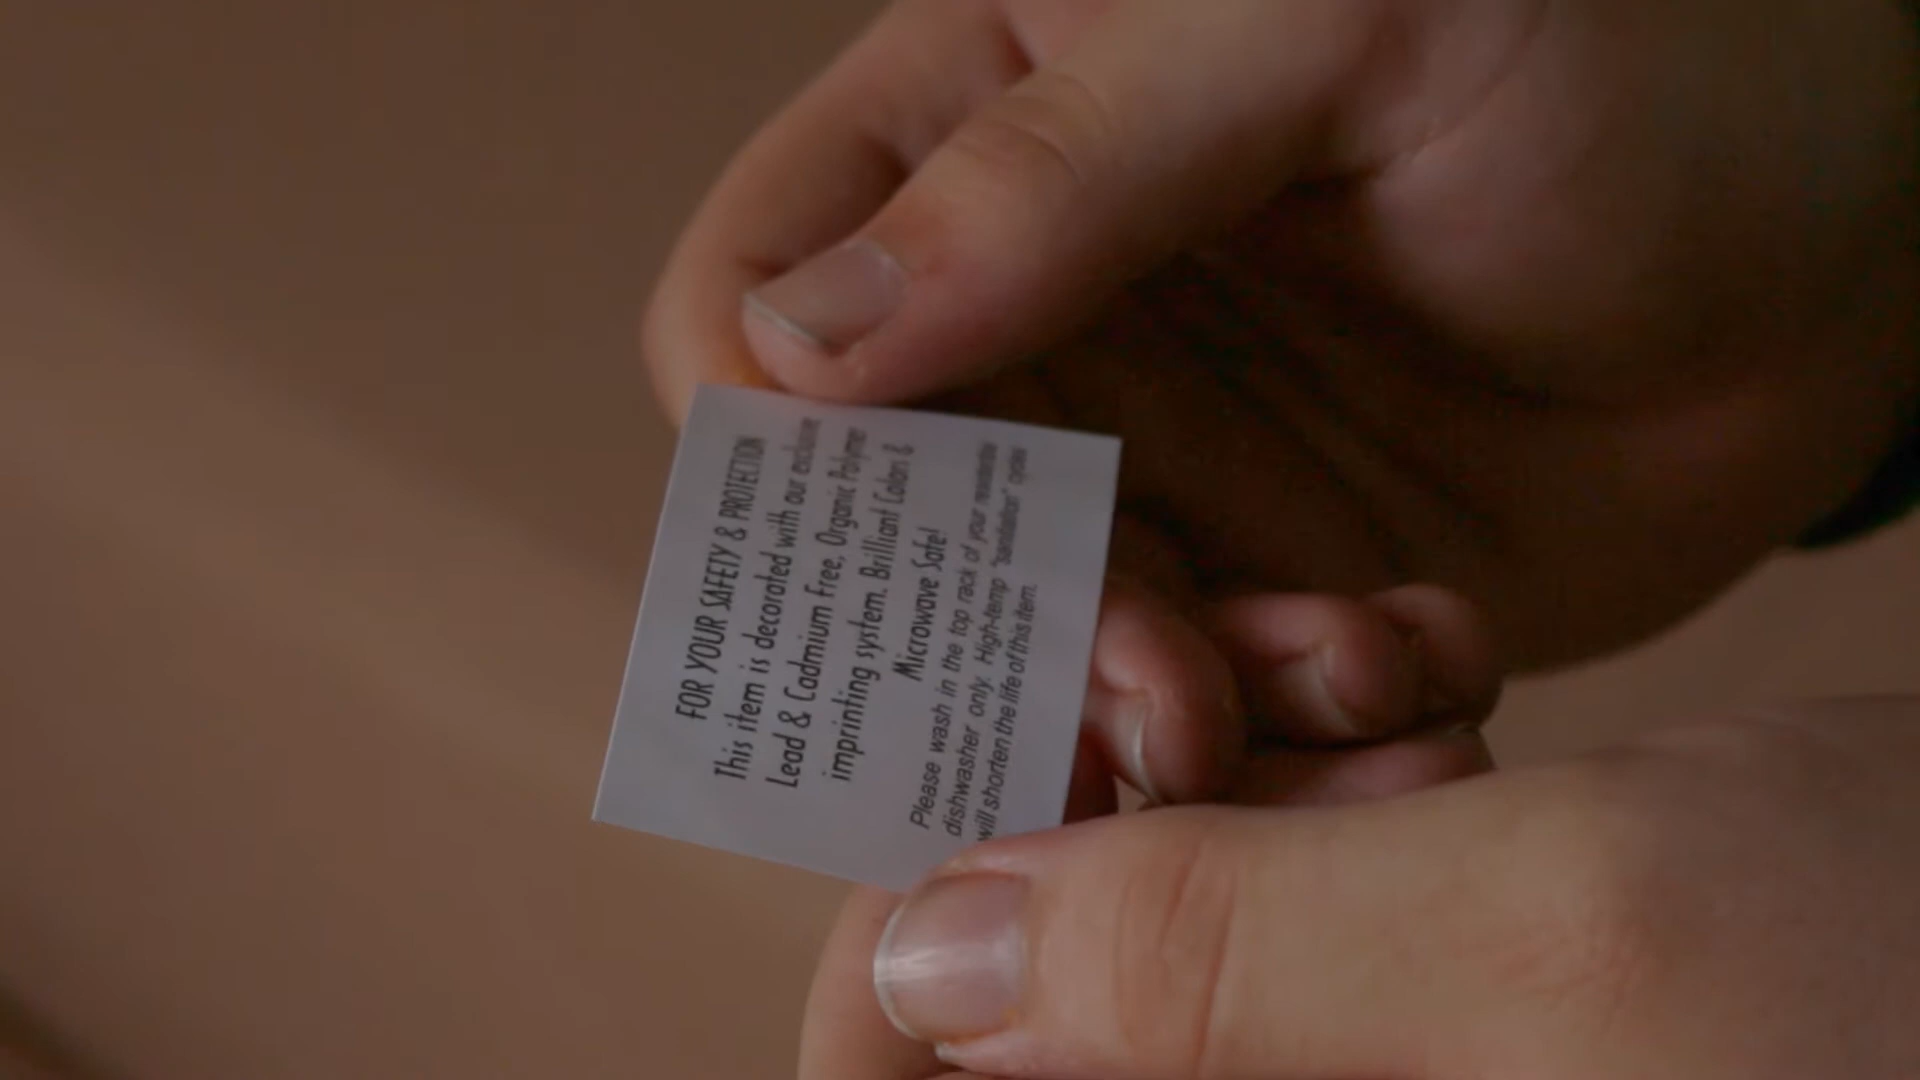 FOR YOUR SAFETY & PROTECTION
This item is decorated with our exclusive
Lead & Cadmium Free, Organic Polymer
imprinting system. Brilliant Colors &
Microwave Safe!
Please wash in the top rack of your
dishwasher only. High-temp "sanitation" cycles
will shorten the life of this item.